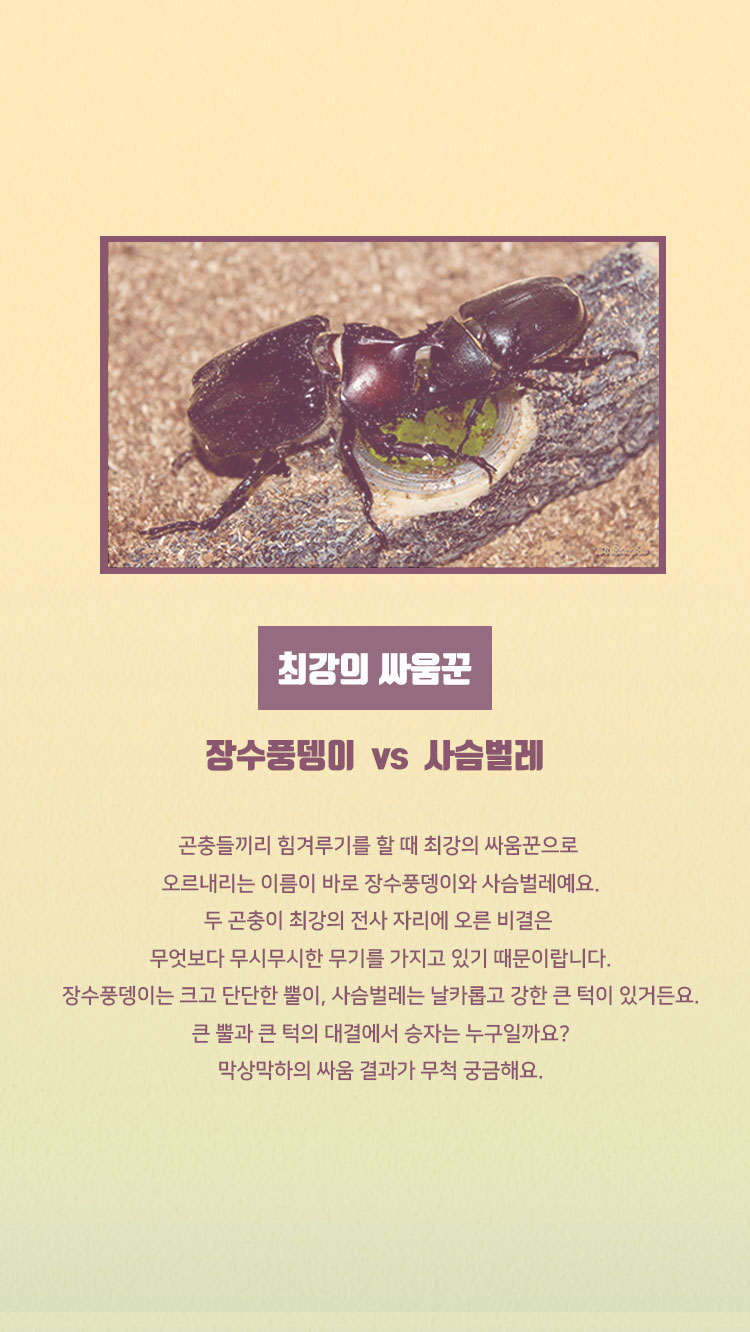 최강의 싸움꾼
장수풍뎅이 vs 사슴벌레
곤충들끼리 힘겨루기를 할 때 최강의 싸움꾼으로
오르내리는 이름이 바로 장수풍뎅이와 사슴벌레예요.
두 곤충이 최강의 전사 자리에 오른 비결은
무엇보다 무시무시한 무기를 가지고 있기 때문이랍니다.
장수풍뎅이는 크고 단단한 뿔이, 사슴벌레는 날카롭고 강한 큰 턱이 있거든요.
큰 뿔과 큰 턱의 대결에서 승자는 누구일까요?
막상막하의 싸움 결과가 무척 궁금해요.